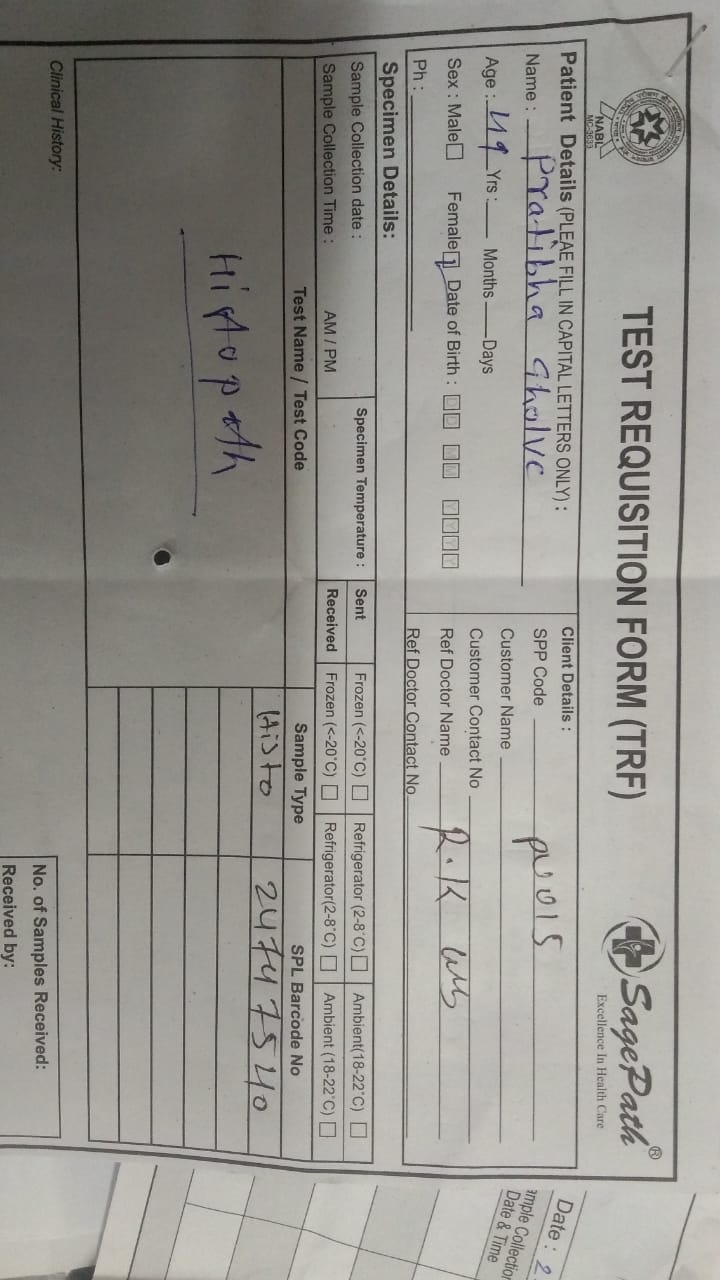 TEST REQUISITION FORM (TRF)
NABL
MC-3633
SagePath®
Excellence In Health Care
Patient Details (PLEAE FILL IN CAPITAL LETTERS ONLY) :
Name : Pratibha Gholve
Age : 49 Yrs : Months Days
Sex : Male Female Date of Birth : D D M M Y Y Y Y
Ph :
Client Details :
SPP Code PU015
Customer Name
Customer Contact No
Ref Doctor Name R.K
Ref Doctor Contact No
Specimen Details:
Sample Collection date :
Sample Collection Time : AM / PM
Specimen Temperature :
Sent Frozen (<-20°C) Refrigerator (2-8°C) Ambient(18-22°C)
Received Frozen (<-20°C) Refrigerator(2-8°C) Ambient (18-22°C)
Test Name / Test Code Sample Type SPL Barcode No
Histopath Histo 24747540
Clinical History:
No. of Samples Received:
Received by:
Date : 2
ample Collection
Date & Time